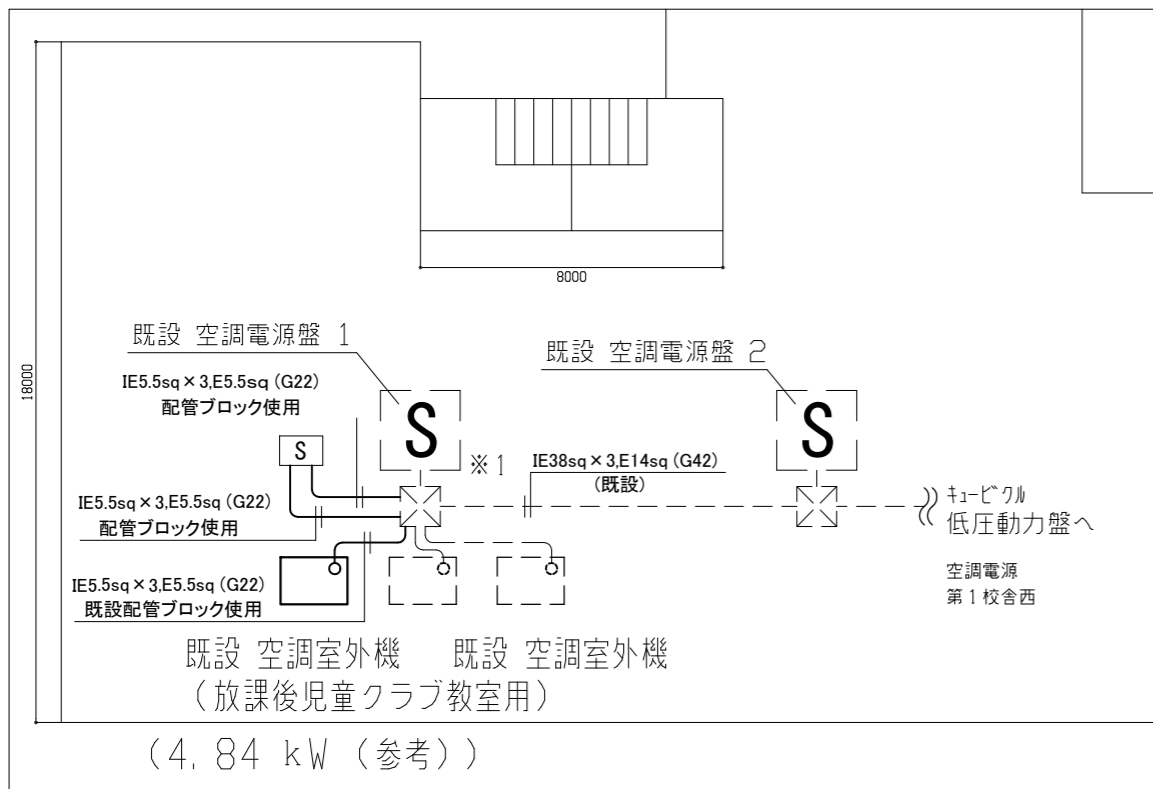 18000
8000
既設 空調電源盤 1
既設 空調電源盤 2
IE5.5sq×3,E5.5sq (G22)
配管ブロック使用
S
S
S
※1
IE38sq×3,E14sq (G42)
(既設)
IE5.5sq×3,E5.5sq (G22)
配管ブロック使用
キュービクル
低圧動力盤へ
空調電源
第1校舎西
IE5.5sq×3,E5.5sq (G22)
既設配管ブロック使用
既設 空調室外機 既設 空調室外機
(放課後児童クラブ教室用)
(4.84 kW (参考))